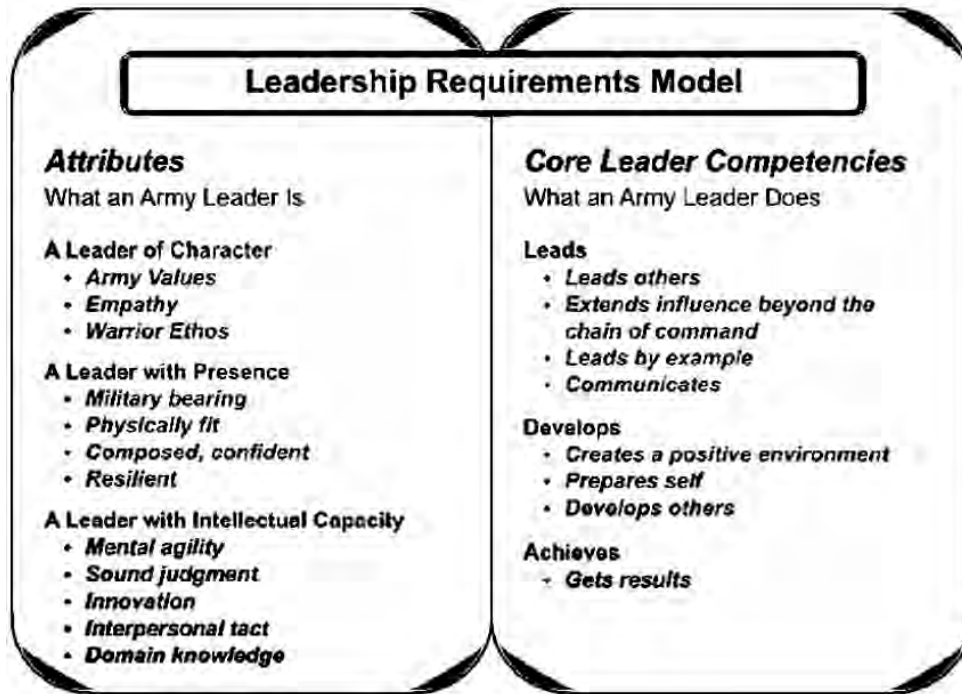 Leadership Requirements Model
Attributes
What an Army Leader Is
A Leader of Character
• Army Values
• Empathy
• Warrior Ethos
A Leader with Presence
• Military bearing
• Physically fit
• Composed, confident
• Resilient
A Leader with Intellectual Capacity
• Mental agility
• Sound judgment
• Innovation
• Interpersonal tact
• Domain knowledge
Core Leader Competencies
What an Army Leader Does
Leads
• Leads others
• Extends influence beyond the
chain of command
• Leads by example
• Communicates
Develops
• Creates a positive environment
• Prepares self
• Develops others
Achieves
• Gets results